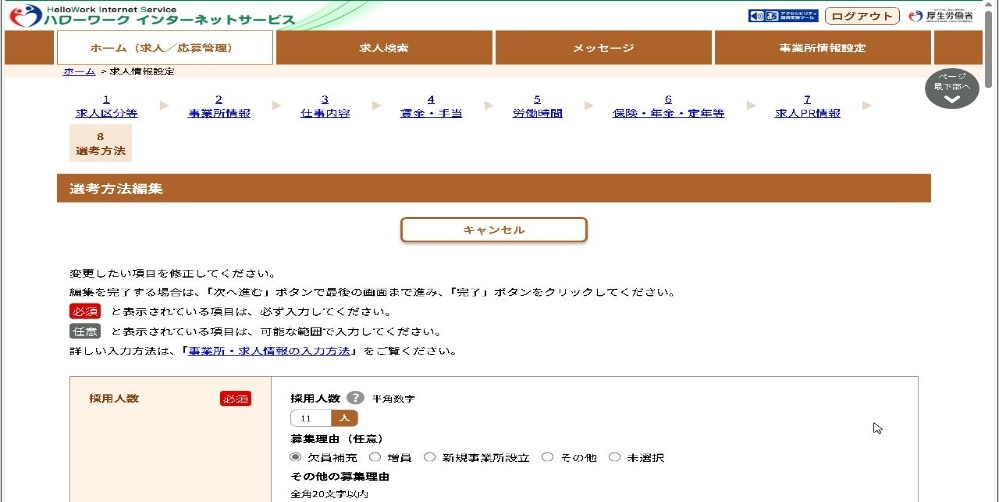 HelloWork Internet Service
ハローワーク インターネットサービス
アクセシビリティ
閲覧支援ツール
ログアウト
厚生労働省
ホーム（求人／応募管理）
求人検索
メッセージ
事業所情報設定
ホーム > 求人情報設定
ページ
最下部へ
1
求人区分等
2
事業所情報
3
仕事内容
4
賃金・手当
5
労働時間
6
保険・年金・定年等
7
求人PR情報
8
選考方法
選考方法編集
キャンセル
変更したい項目を修正してください。
編集を完了する場合は、「次へ進む」ボタンで最後の画面まで進み、「完了」ボタンをクリックしてください。
必須 と表示されている項目は、必ず入力してください。
任意 と表示されている項目は、可能な範囲で入力してください。
詳しい入力方法は、「事業所・求人情報の入力方法」をご覧ください。
採用人数 必須
採用人数 ? 半角数字
11 人
募集理由（任意）
欠員補充 増員 新規事業所設立 その他 未選択
その他の募集理由
全角20文字以内